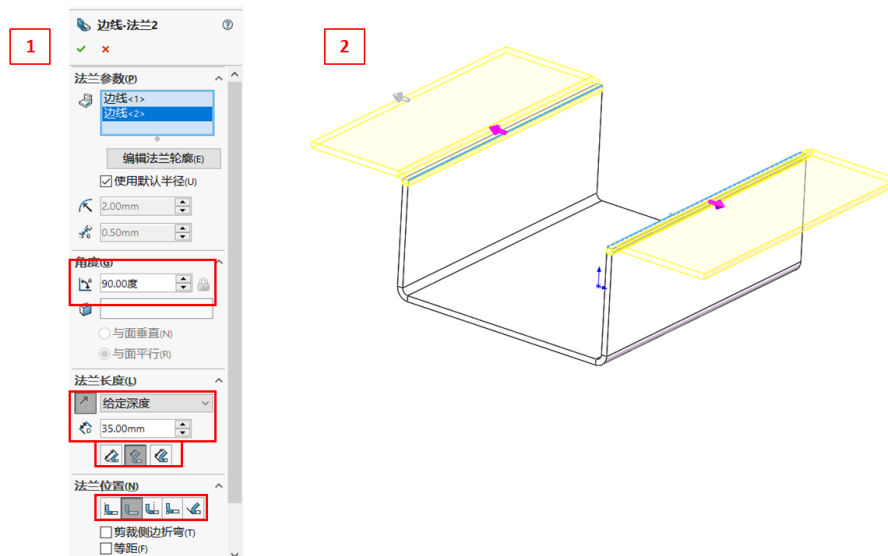 1
2
边线-法兰2
法兰参数(P)
边线<1>
边线<2>
编辑法兰轮廓(E)
使用默认半径(U)
2.00mm
0.50mm
角度(G)
90.00度
与面垂直(N)
与面平行(R)
法兰长度(L)
给定深度
35.00mm
法兰位置(N)
剪裁侧边折弯(T)
等距(F)